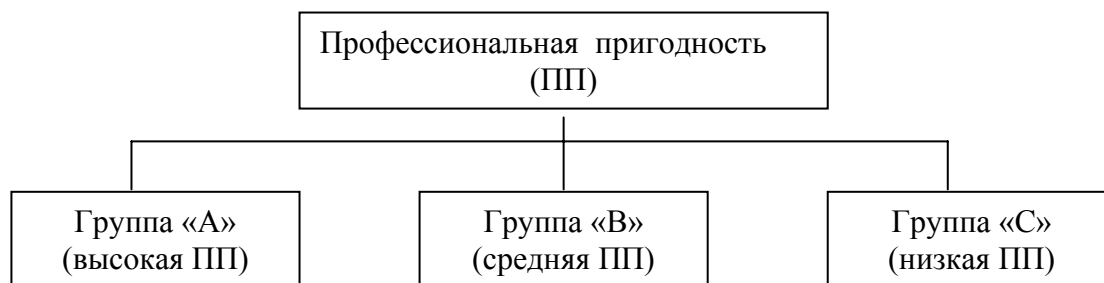 Профессиональная пригодность
(ПП)
Группа «А»
(высокая ПП)
Группа «В»
(средняя ПП)
Группа «С»
(низкая ПП)